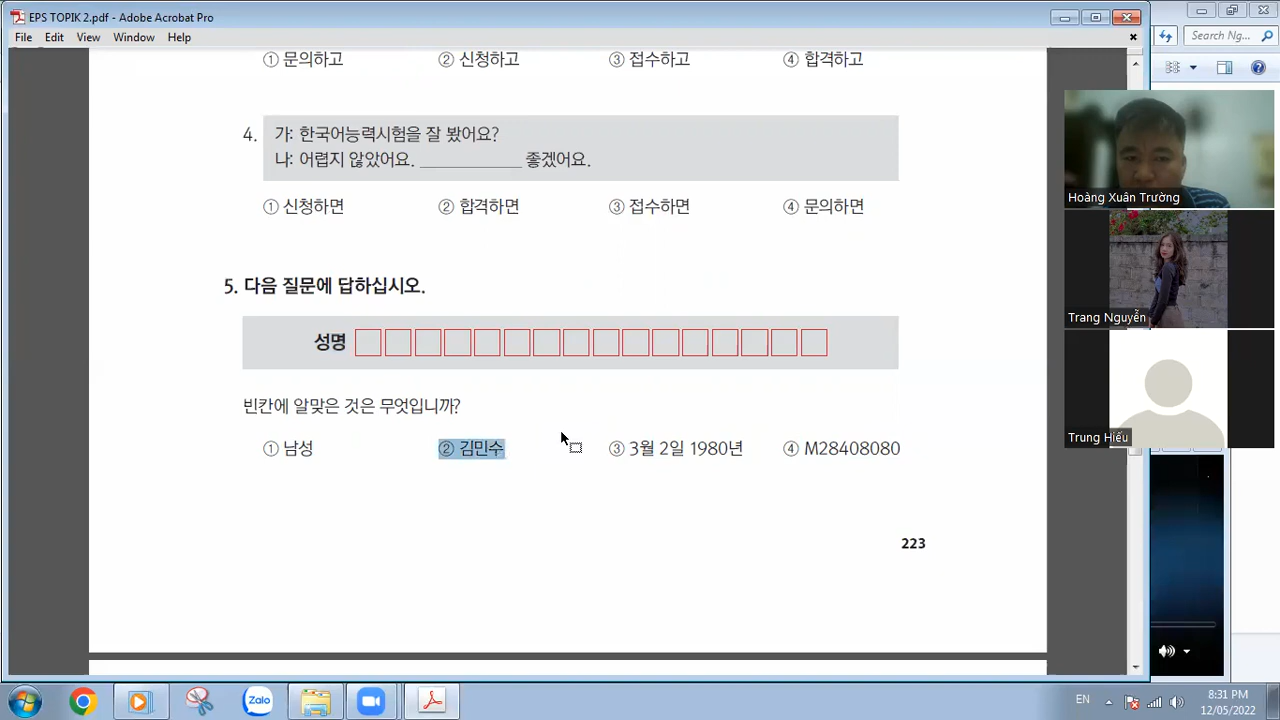 EPS TOPIK 2.pdf - Adobe Acrobat Pro
Search Ng...
File Edit View Window Help
① 문의하고 ② 신청하고 ③ 접수하고 ④ 합격하고
4. 가: 한국어능력시험을 잘 봤어요?
나: 어렵지 않았어요. ____________ 좋겠어요.
① 신청하면 ② 합격하면 ③ 접수하면 ④ 문의하면
5. 다음 질문에 답하십시오.
성명
빈칸에 알맞은 것은 무엇입니까?
① 남성 ② 김민수 ③ 3월 2일 1980년 ④ M28408080
223
Hoàng Xuân Trường
Trang Nguyễn
Trung Hiếu
Zalo
EN
8:31 PM
12/05/2022